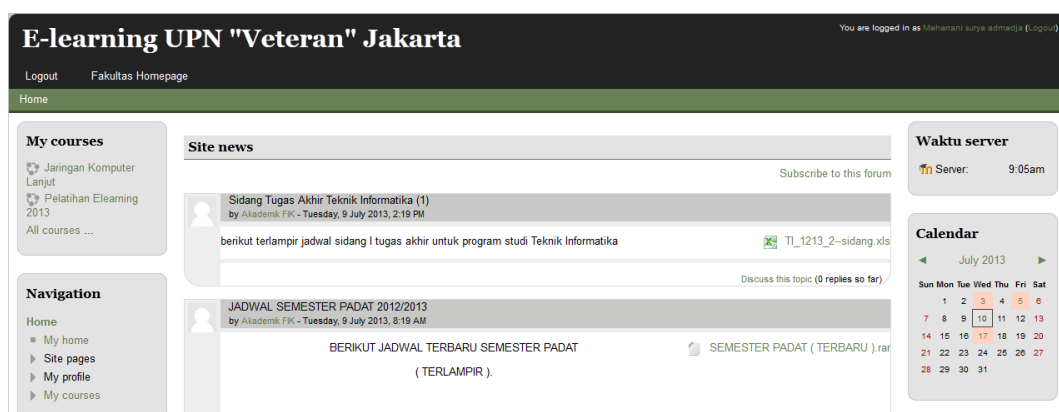 E-learning UPN "Veteran" Jakarta
You are logged in as Maharrani surya admadja (Logout)
Logout Fakultas Homepage
Home
My courses
Jaringan Komputer
Lanjut
Pelatihan Elearning
2013
All courses ...
Navigation
Home
My home
Site pages
My profile
My courses
Site news
Subscribe to this forum
Sidang Tugas Akhir Teknik Informatika (1)
by Akademik FIK - Tuesday, 9 July 2013, 2:19 PM
berikut terlampir jadwal sidang I tugas akhir untuk program studi Teknik Informatika
TI_1213_2--sidang.xls
Discuss this topic (0 replies so far)
JADWAL SEMESTER PADAT 2012/2013
by Akademik FIK - Tuesday, 9 July 2013, 8:19 AM
BERIKUT JADWAL TERBARU SEMESTER PADAT
( TERLAMPIR ).
SEMESTER PADAT ( TERBARU ).rar
Waktu server
Server: 9:05am
Calendar
◄ July 2013 ►
Sun Mon Tue Wed Thu Fri Sat
1 2 3 4 5 6
7 8 9 10 11 12 13
14 15 16 17 18 19 20
21 22 23 24 25 26 27
28 29 30 31